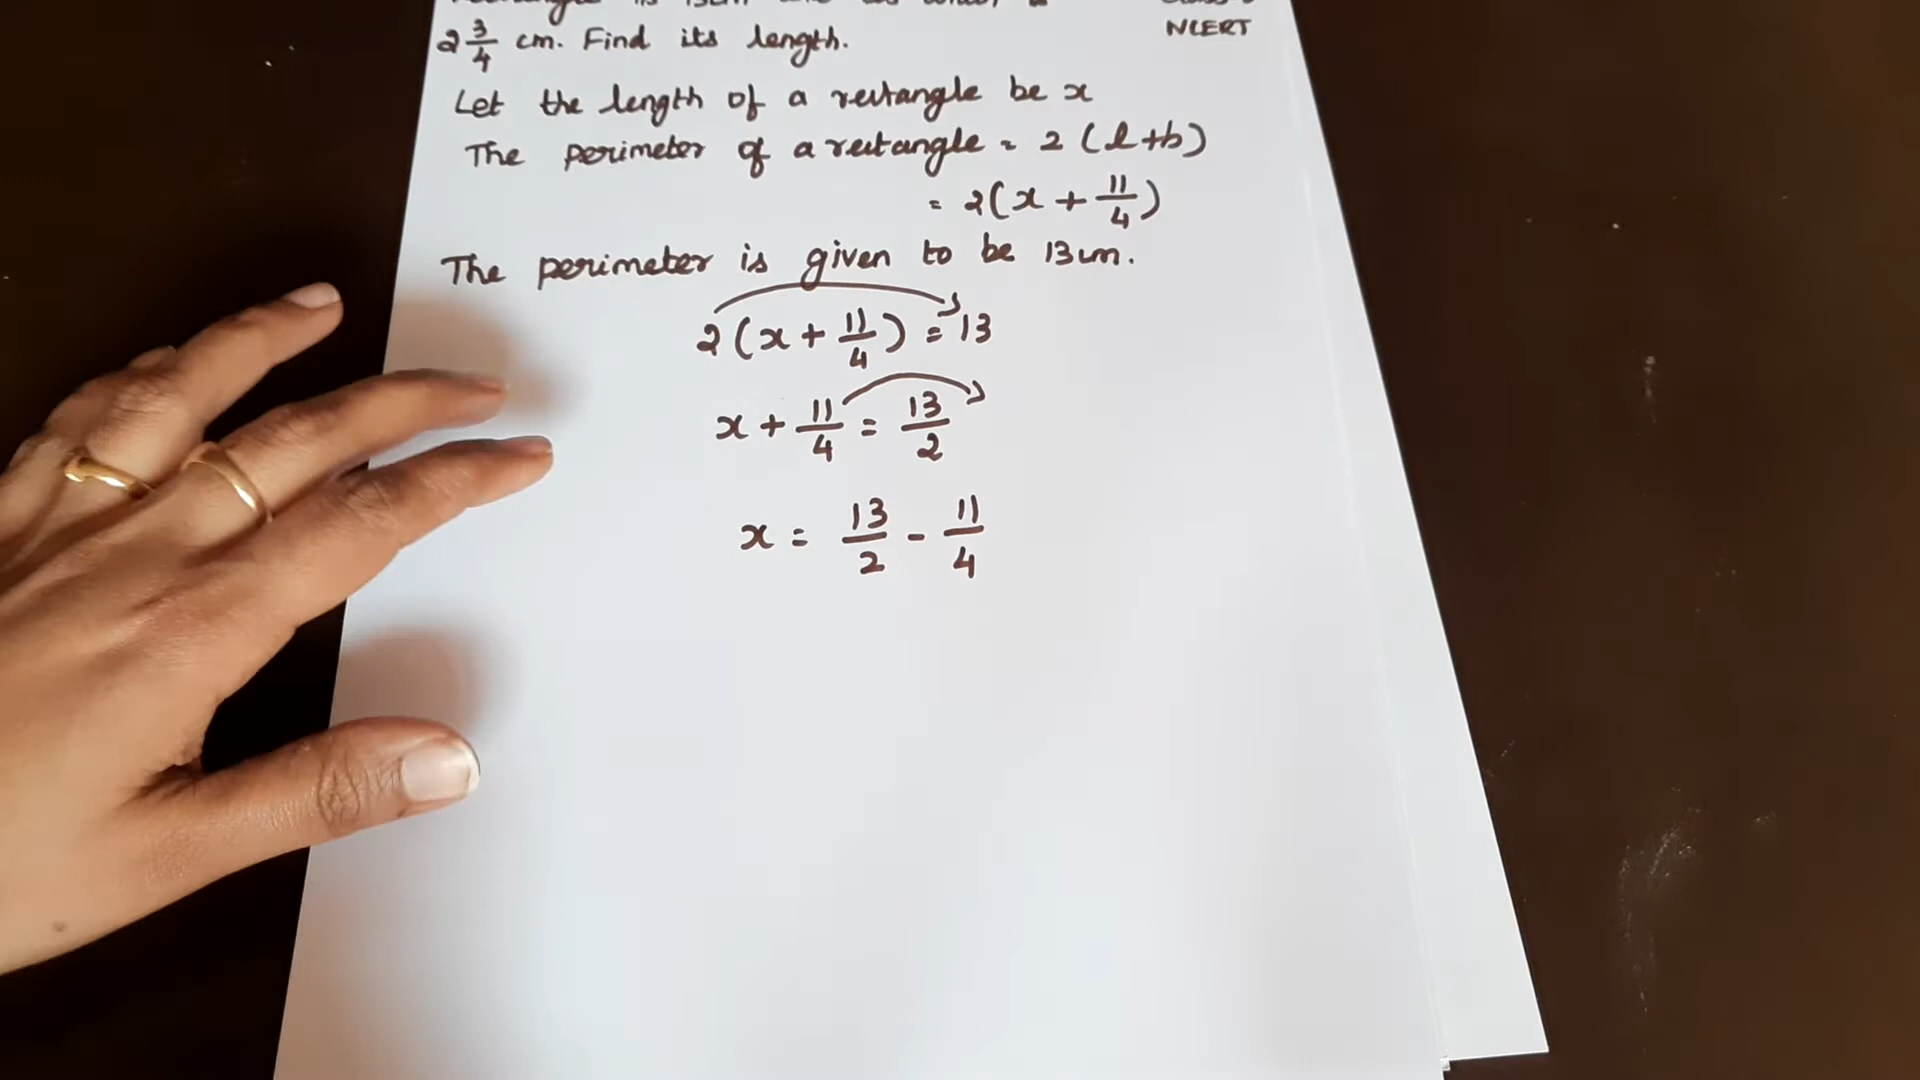 2 3/4 cm. Find its length.
NCERT
Let the length of a rectangle be x
The perimeter of a rectangle = 2 (l+b)
= 2(x + 11/4)
The perimeter is given to be 13cm.
2(x + 11/4) = 13
x + 11/4 = 13/2
x = 13/2 - 11/4